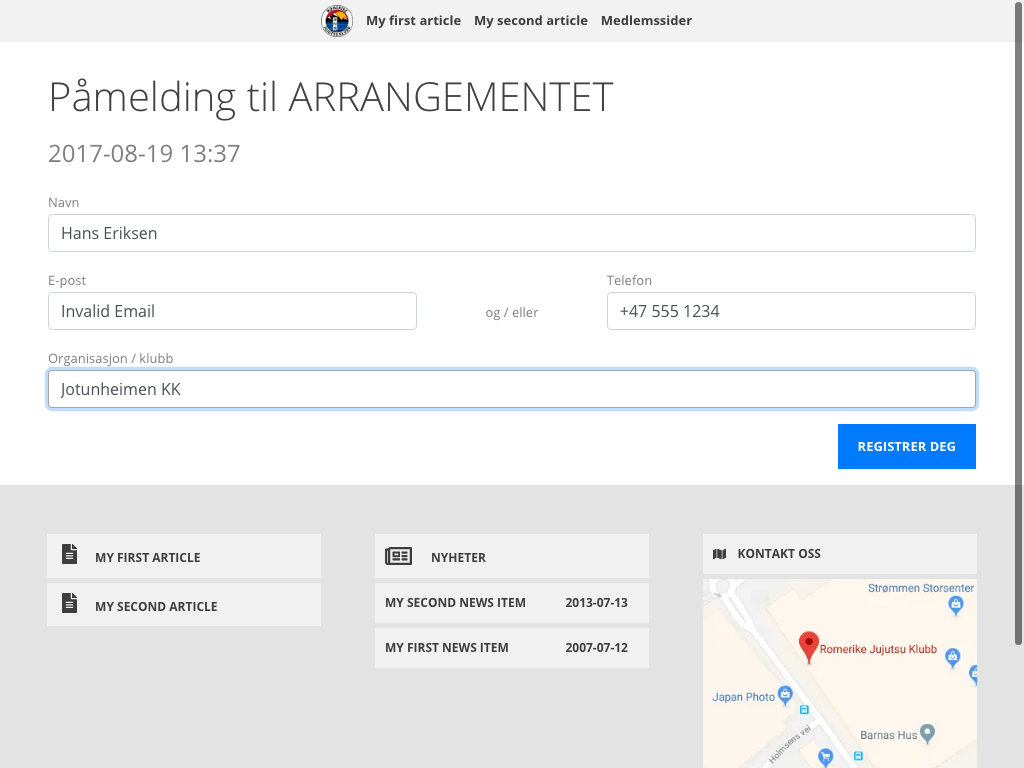 My first article My second article Medlemssider
Påmelding til ARRANGEMENTET
2017-08-19 13:37
Navn
Hans Eriksen
E-post
Telefon
Invalid Email
og / eller
+47 555 1234
Organisasjon / klubb
Jotunheimen KK
REGISTRER DEG
MY FIRST ARTICLE
MY SECOND ARTICLE
NYHETER
MY SECOND NEWS ITEM 2013-07-13
MY FIRST NEWS ITEM 2007-07-12
KONTAKT OSS
Strømmen Storsenter
Romerike Jujutsu Klubb
Japan Photo
Barnas Hus
Holmsens vei